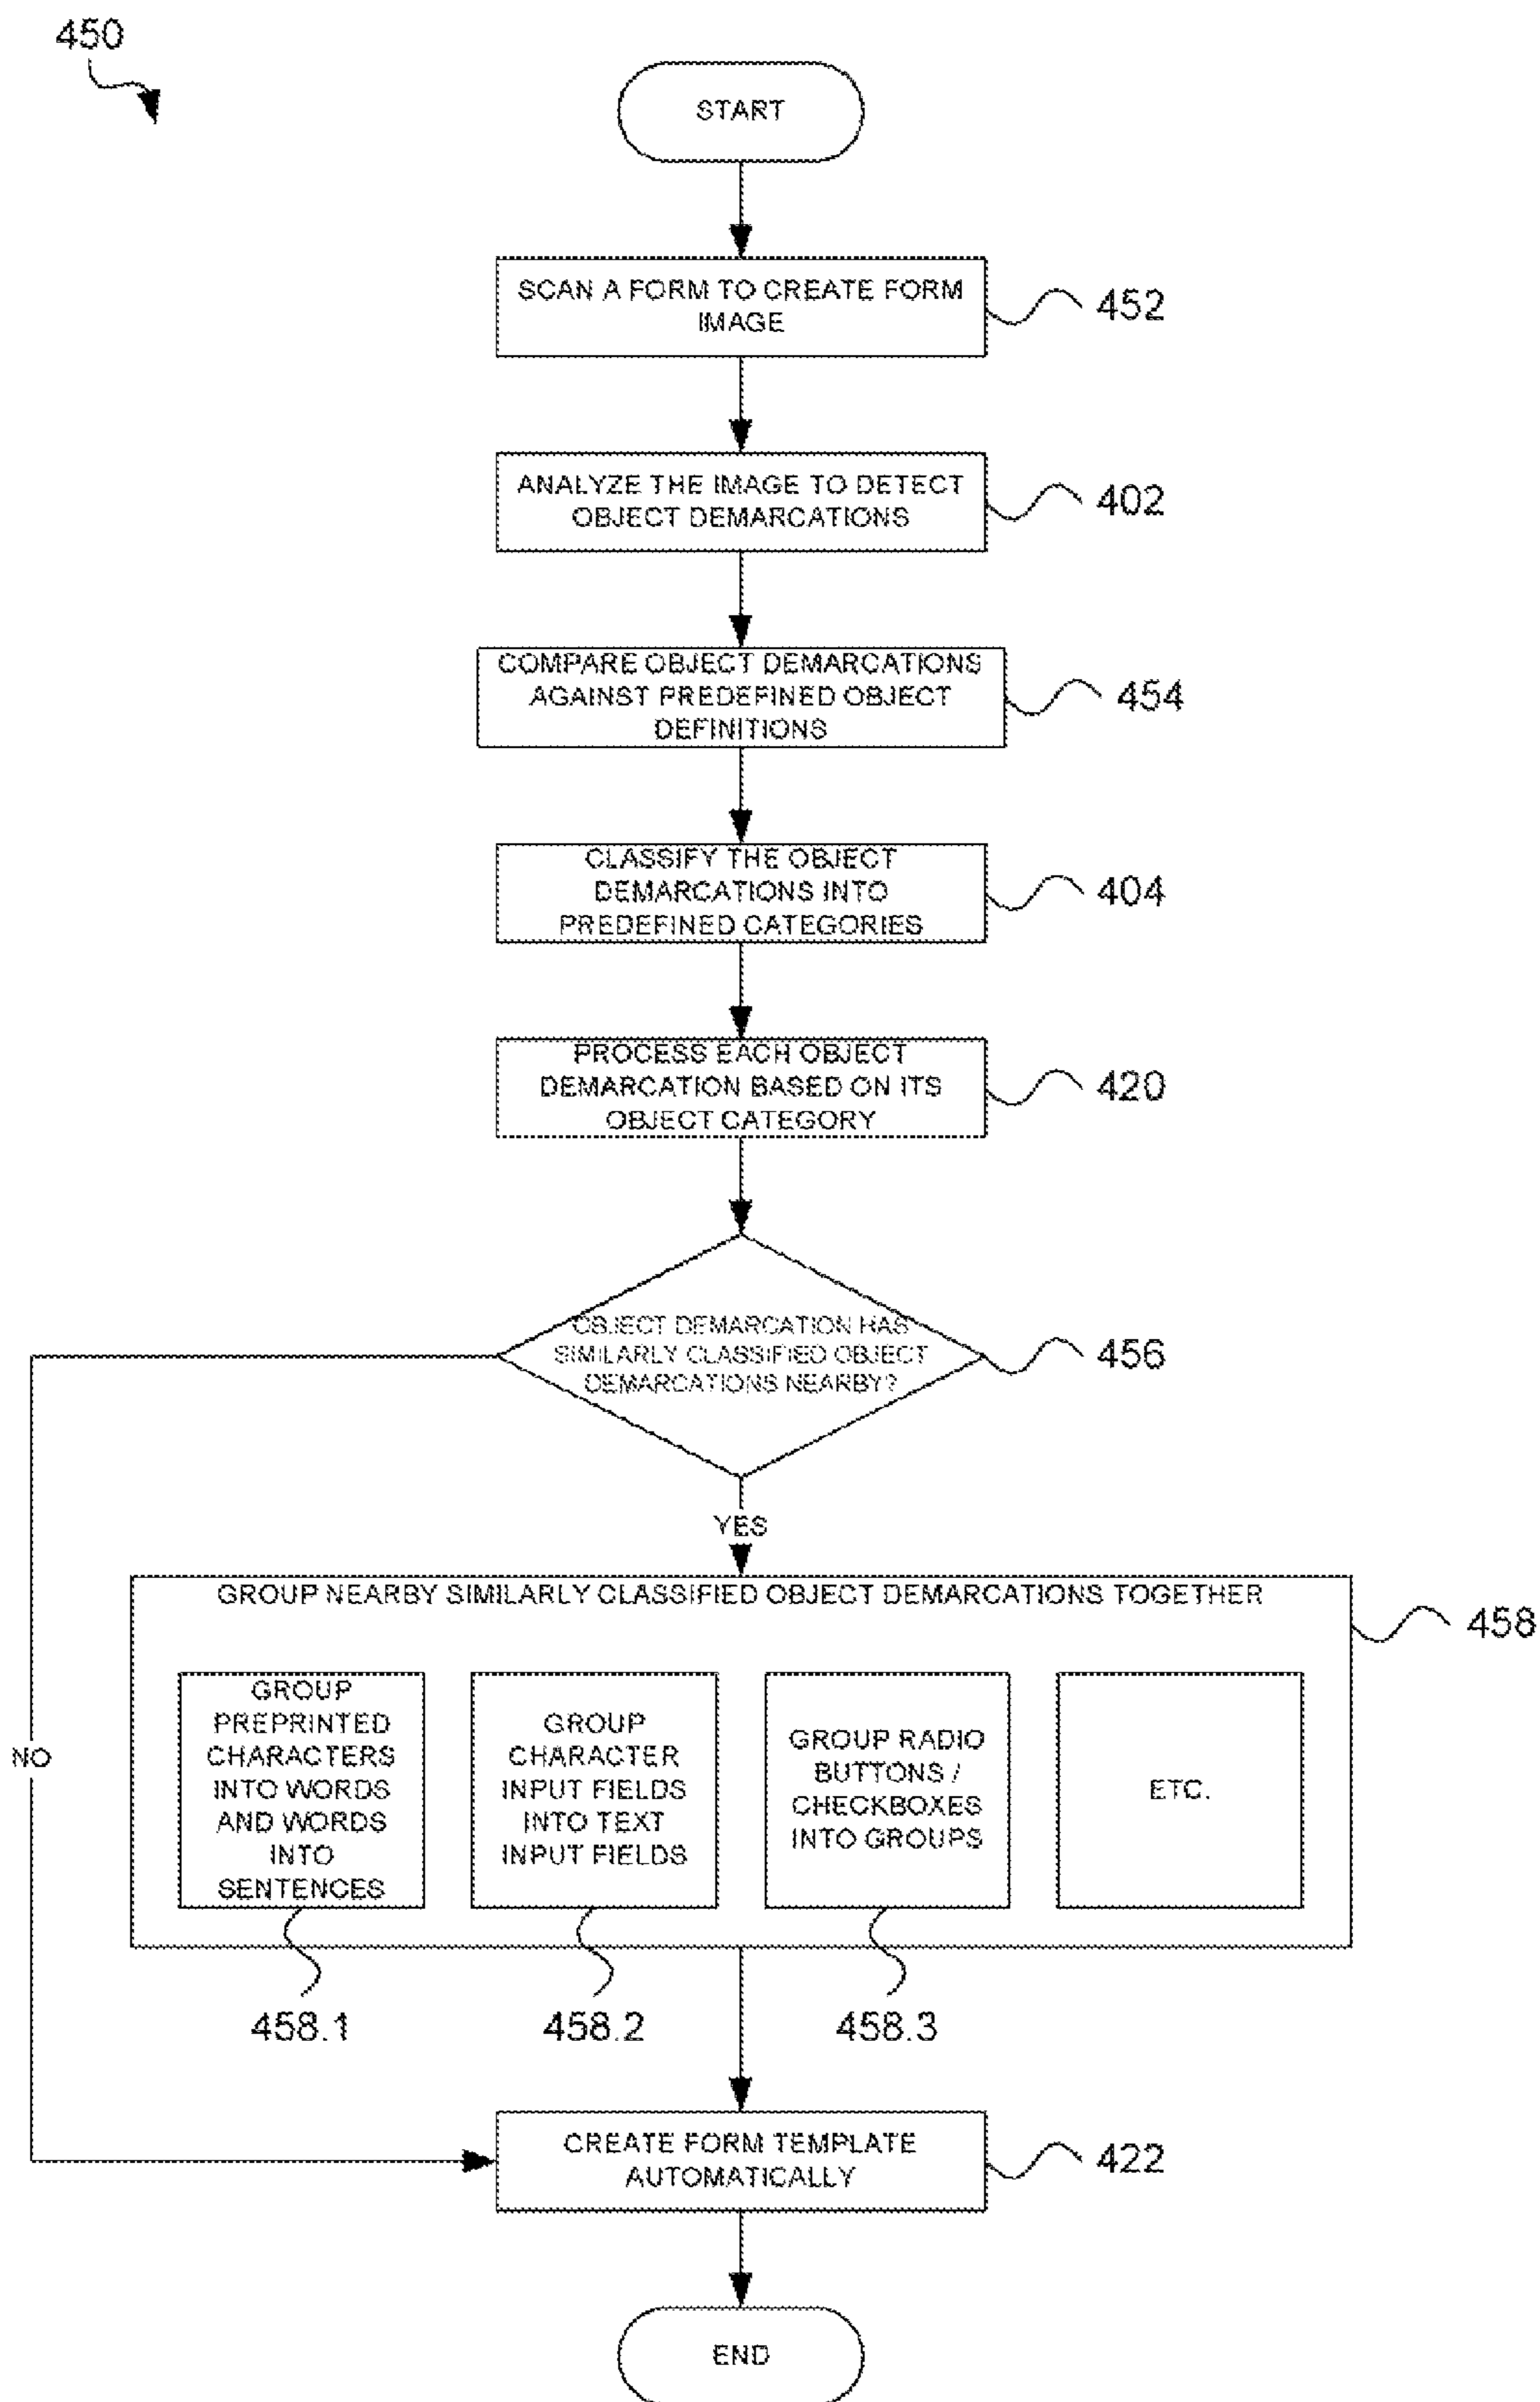 450
START
SCAN A FORM TO CREATE FORM
IMAGE
452
ANALYZE THE IMAGE TO DETECT
OBJECT DEMARCATIONS
402
COMPARE OBJECT DEMARCATIONS
AGAINST PREDEFINED OBJECT
DEFINITIONS
454
CLASSIFY THE OBJECT
DEMARCATIONS INTO
PREDEFINED CATEGORIES
404
PROCESS EACH OBJECT
DEMARCATION BASED ON ITS
OBJECT CATEGORY
420
OBJECT DEMARCATION HAS
SIMILARLY CLASSIFIED OBJECT
DEMARCATIONS NEARBY?
456
YES
NO
GROUP NEARBY SIMILARLY CLASSIFIED OBJECT DEMARCATIONS TOGETHER
458
GROUP
PREPRINTED
CHARACTERS
INTO WORDS
AND WORDS
INTO
SENTENCES
GROUP
CHARACTER
INPUT FIELDS
INTO TEXT
INPUT FIELDS
GROUP RADIO
BUTTONS /
CHECKBOXES
INTO GROUPS
ETC.
458.1
458.2
458.3
CREATE FORM TEMPLATE
AUTOMATICALLY
422
END